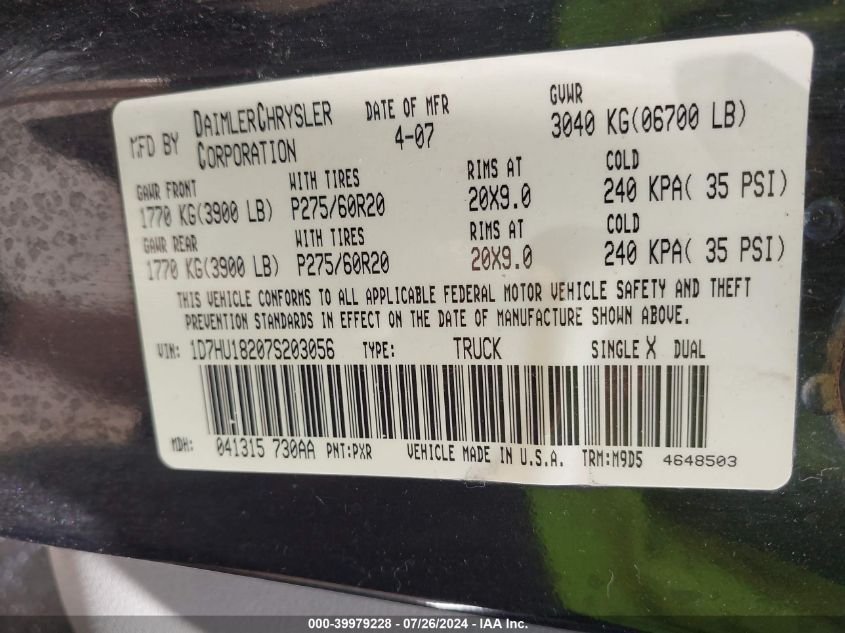 MFD BY DAIMLERCHRYSLER CORPORATION DATE OF MFR 4-07 GVWR 3040 KG(06700 LB)
GAWR FRONT WITH TIRES RIMS AT COLD
1770 KG(3900 LB) P275/60R20 20X9.0 240 KPA( 35 PSI)
GAWR REAR WITH TIRES RIMS AT COLD
1770 KG(3900 LB) P275/60R20 20X9.0 240 KPA( 35 PSI)
THIS VEHICLE CONFORMS TO ALL APPLICABLE FEDERAL MOTOR VEHICLE SAFETY AND THEFT
PREVENTION STANDARDS IN EFFECT ON THE DATE OF MANUFACTURE SHOWN ABOVE.
VIN: 1D7HU18207S203056 TYPE: TRUCK SINGLE X DUAL
MDH: 041315 730AA PNT:PXR VEHICLE MADE IN U.S.A. TRM:M9D5 4648503
000-39979228 - 07/26/2024 - IAA Inc.